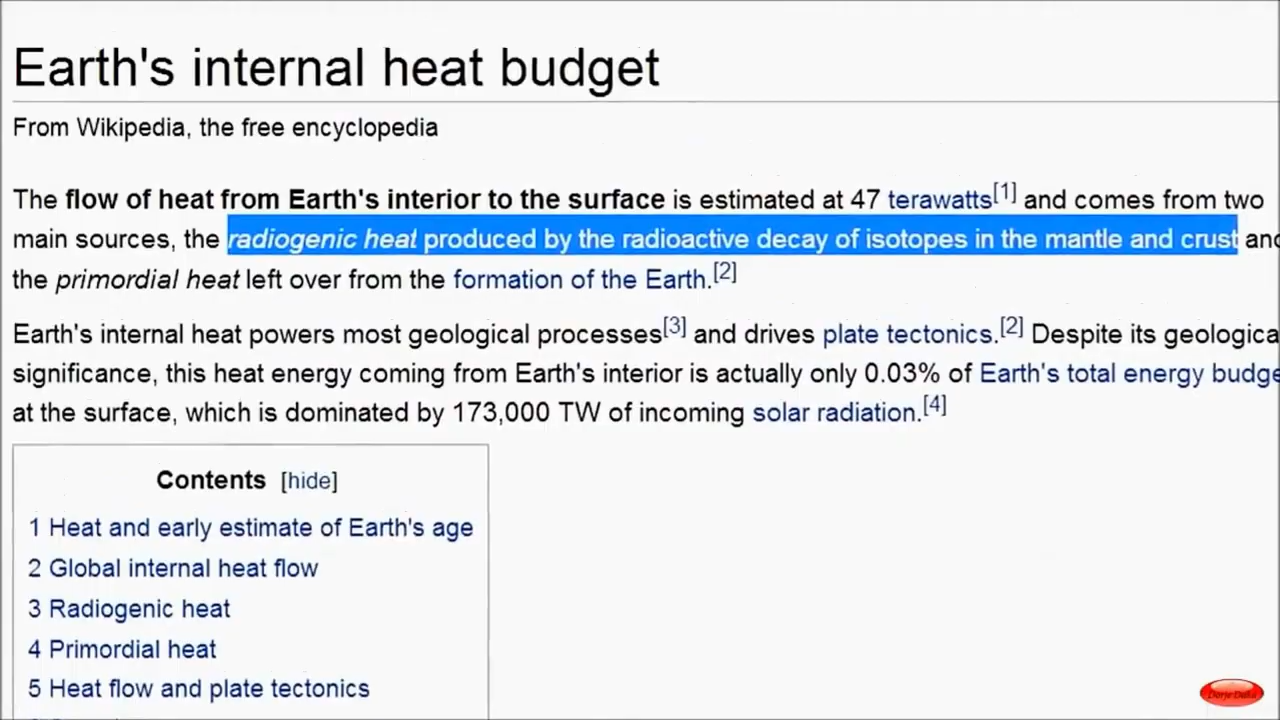 Earth's internal heat budget
From Wikipedia, the free encyclopedia
The flow of heat from Earth's interior to the surface is estimated at 47 terawatts[1] and comes from two
main sources, the radiogenic heat produced by the radioactive decay of isotopes in the mantle and crust
the primordial heat left over from the formation of the Earth.[2]
Earth's internal heat powers most geological processes[3] and drives plate tectonics.[2] Despite its
significance, this heat energy coming from Earth's interior is actually only 0.03% of Earth's total energy
at the surface, which is dominated by 173,000 TW of incoming solar radiation.[4]
Contents [hide]
1 Heat and early estimate of Earth's age
2 Global internal heat flow
3 Radiogenic heat
4 Primordial heat
5 Heat flow and plate tectonics